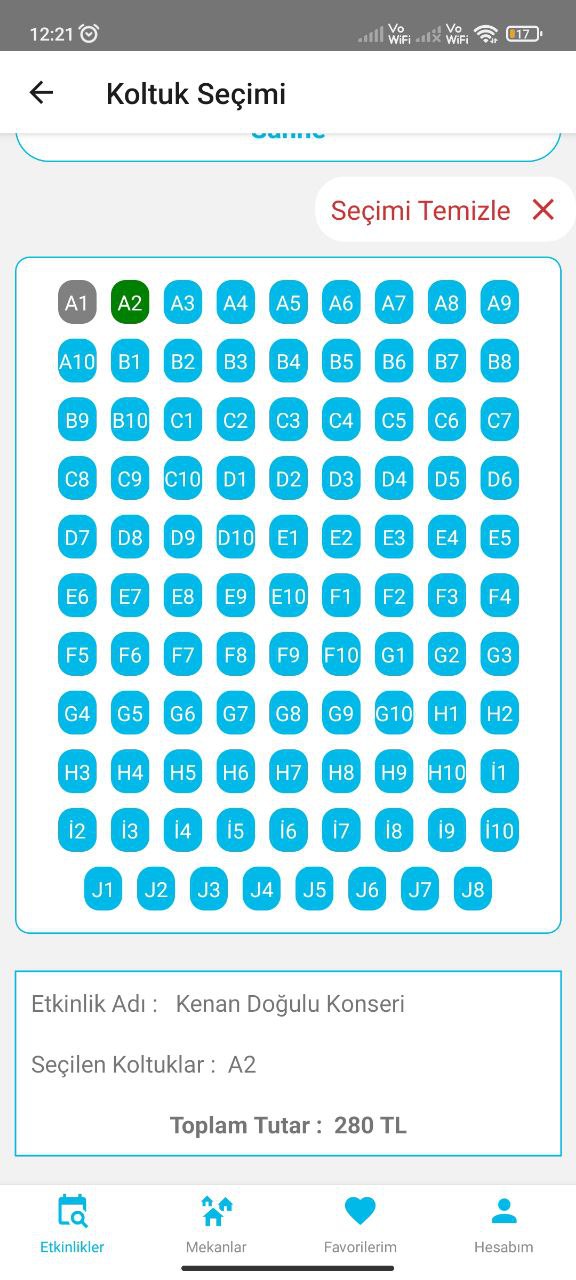 12:21 Vo WiFi Vo WiFi 17
Koltuk Seçimi
Sahne
Seçimi Temizle
A1 A2 A3 A4 A5 A6 A7 A8 A9
A10 B1 B2 B3 B4 B5 B6 B7 B8
B9 B10 C1 C2 C3 C4 C5 C6 C7
C8 C9 C10 D1 D2 D3 D4 D5 D6
D7 D8 D9 D10 E1 E2 E3 E4 E5
E6 E7 E8 E9 E10 F1 F2 F3 F4
F5 F6 F7 F8 F9 F10 G1 G2 G3
G4 G5 G6 G7 G8 G9 G10 H1 H2
H3 H4 H5 H6 H7 H8 H9 H10 İ1
İ2 İ3 İ4 İ5 İ6 İ7 İ8 İ9 İ10
J1 J2 J3 J4 J5 J6 J7 J8
Etkinlik Adı : Kenan Doğulu Konseri
Seçilen Koltuklar : A2
Toplam Tutar : 280 TL
Etkinlikler Mekanlar Favorilerim Hesabım